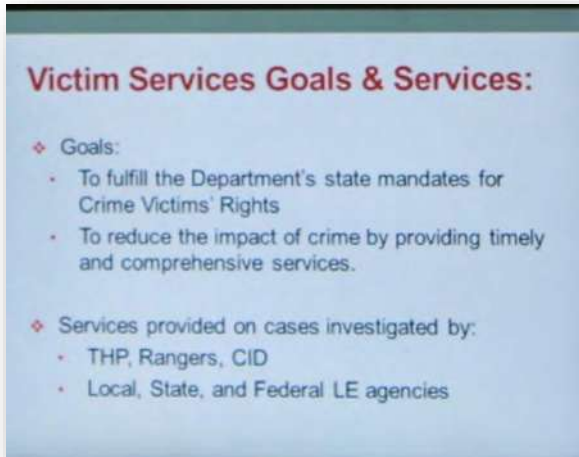 Victim Services Goals & Services:
❖ Goals:
• To fulfill the Department's state mandates for
Crime Victims' Rights
• To reduce the impact of crime by providing timely
and comprehensive services.
❖ Services provided on cases investigated by:
• THP, Rangers, CID
• Local, State, and Federal LE agencies